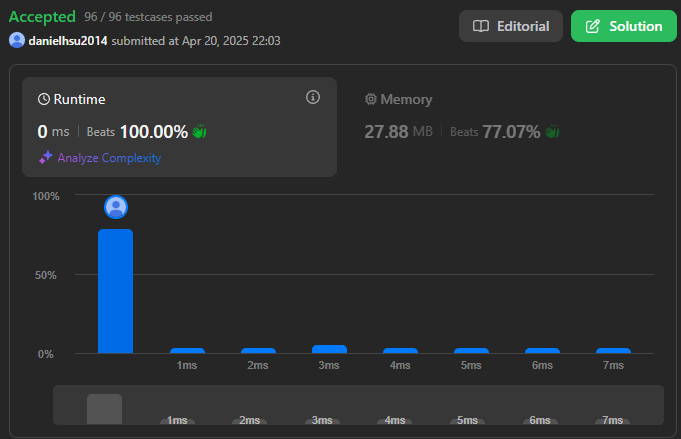 Accepted 96 / 96 testcases passed
danielhsu2014 submitted at Apr 20, 2025 22:03
Editorial
Solution
Runtime
0 ms | Beats 100.00%
Analyze Complexity
Memory
27.88 MB | Beats 77.07%
100%
50%
0%
1ms 2ms 3ms 4ms 5ms 6ms 7ms
1ms 2ms 3ms 4ms 5ms 6ms 7ms